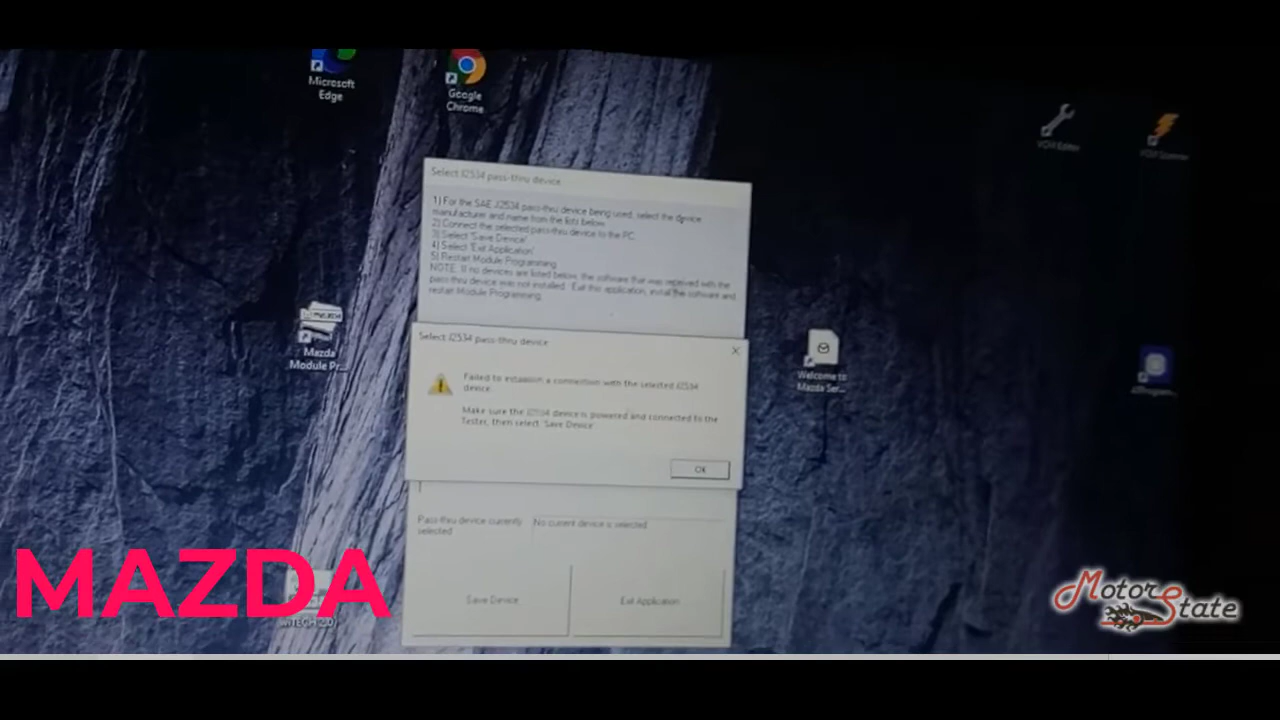 Microsoft
Edge
Google
Chrome
VCM Editor
VCM Scanner
Select J2534 pass-thru device
1) For the SAE J2534 pass-thru device being used, select the device
manufacturer and name from the lists below.
2) Connect the selected pass-thru device to the PC.
3) Select 'Save Device'.
4) Select 'Exit Application'.
5) Restart Module Programming.
NOTE: If no devices are listed below, the software that was received with the
pass-thru device was not installed. Exit this application, install the software and
restart Module Programming.
Mazda
Module Pr...
Select J2534 pass-thru device
Failed to establish a connection with the selected J2534
device.
Make sure the J2534 device is powered and connected to the
Tester, then select 'Save Device'
OK
Welcome to
Mazda Ser...
Pass-thru device currently
selected
No current device is selected
Save Device
Exit Application
MAZDA
wiTECH 2.0
Motor
State